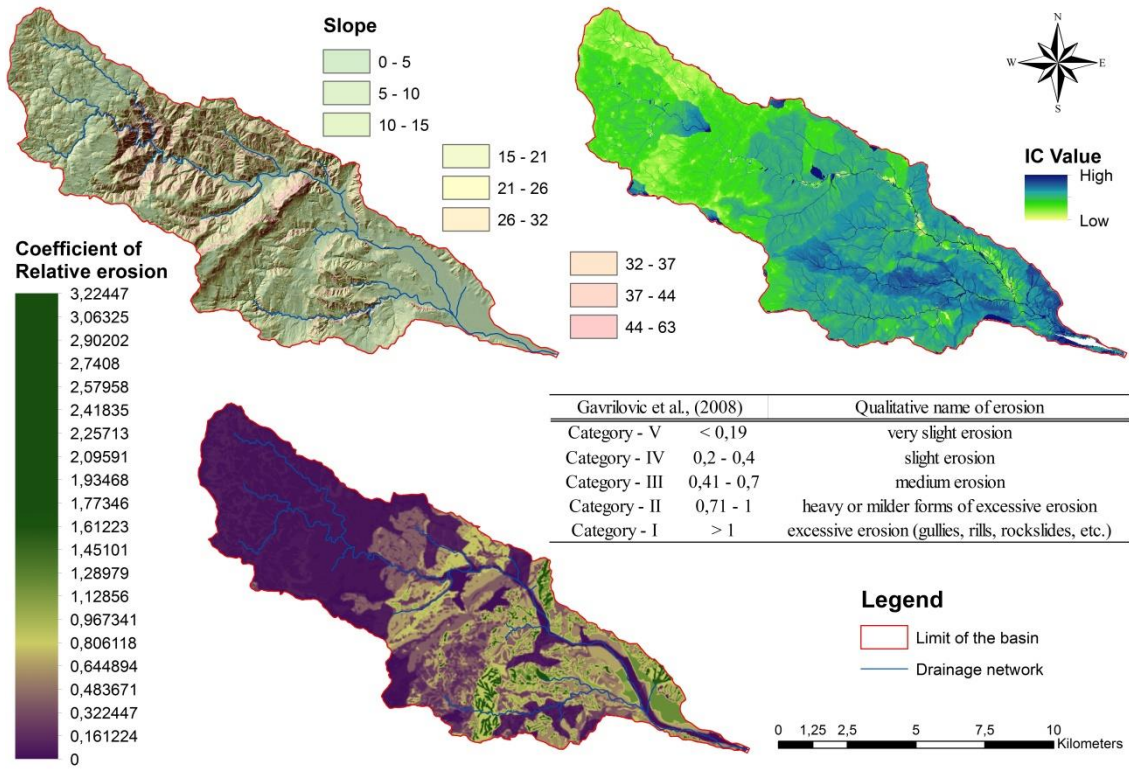 Slope
0 - 5
5 - 10
10 - 15
15 - 21
21 - 26
26 - 32
32 - 37
37 - 44
44 - 63
N
W
E
S
IC Value
High
Low
Coefficient of
Relative erosion
3,22447
3,06325
2,90202
2,7408
2,57958
2,41835
2,25713
2,09591
1,93468
1,77346
1,61223
1,45101
1,28979
1,12856
0,967341
0,806118
0,644894
0,483671
0,322447
0,161224
0
Gavrilovic et al., (2008) Qualitative name of erosion
Category - V < 0,19 very slight erosion
Category - IV 0,2 - 0,4 slight erosion
Category - III 0,41 - 0,7 medium erosion
Category - II 0,71 - 1 heavy or milder forms of excessive erosion
Category - I > 1 excessive erosion (gullies, rills, rockslides, etc.)
Legend
Limit of the basin
Drainage network
0 1,25 2,5 5 7,5 10
Kilometers